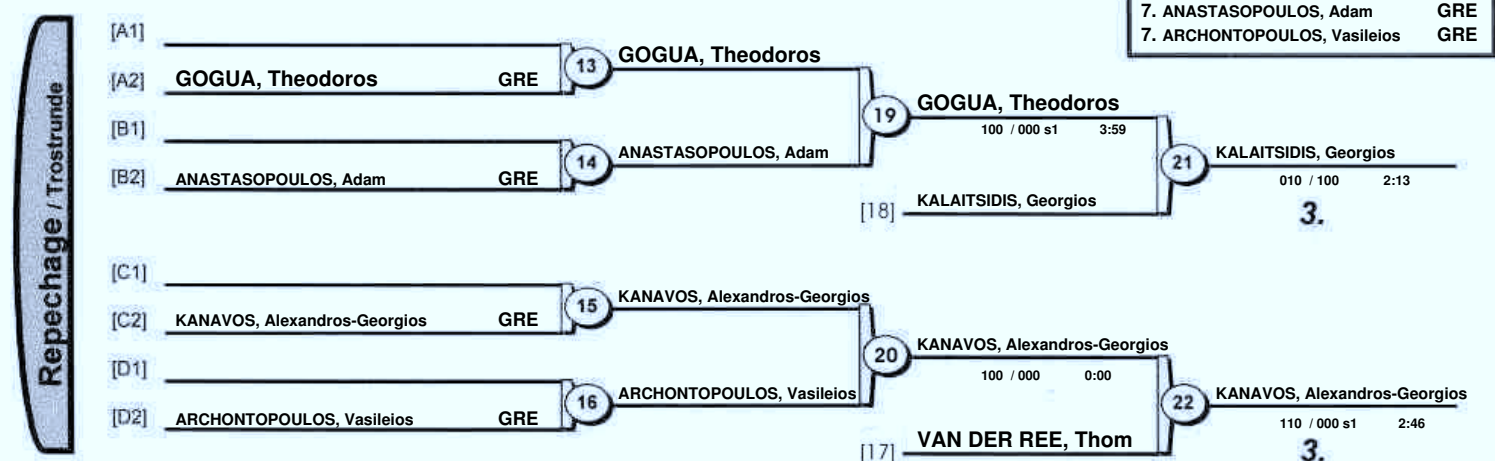 7. ANASTASOPOULOS, Adam GRE
7. ARCHONTOPOULOS, Vasileios GRE
Repechage / Trostrunde
[A1]
[A2] GOGUA, Theodoros GRE
13 GOGUA, Theodoros
[B1]
[B2] ANASTASOPOULOS, Adam GRE
14 ANASTASOPOULOS, Adam
19 GOGUA, Theodoros
100 / 000 s1 3:59
[18] KALAITSIDIS, Georgios
21 KALAITSIDIS, Georgios
010 / 100 2:13
3.
[C1]
[C2] KANAVOS, Alexandros-Georgios GRE
15 KANAVOS, Alexandros-Georgios
[D1]
[D2] ARCHONTOPOULOS, Vasileios GRE
16 ARCHONTOPOULOS, Vasileios
20 KANAVOS, Alexandros-Georgios
100 / 000 0:00
[17] VAN DER REE, Thom
22 KANAVOS, Alexandros-Georgios
110 / 000 s1 2:46
3.